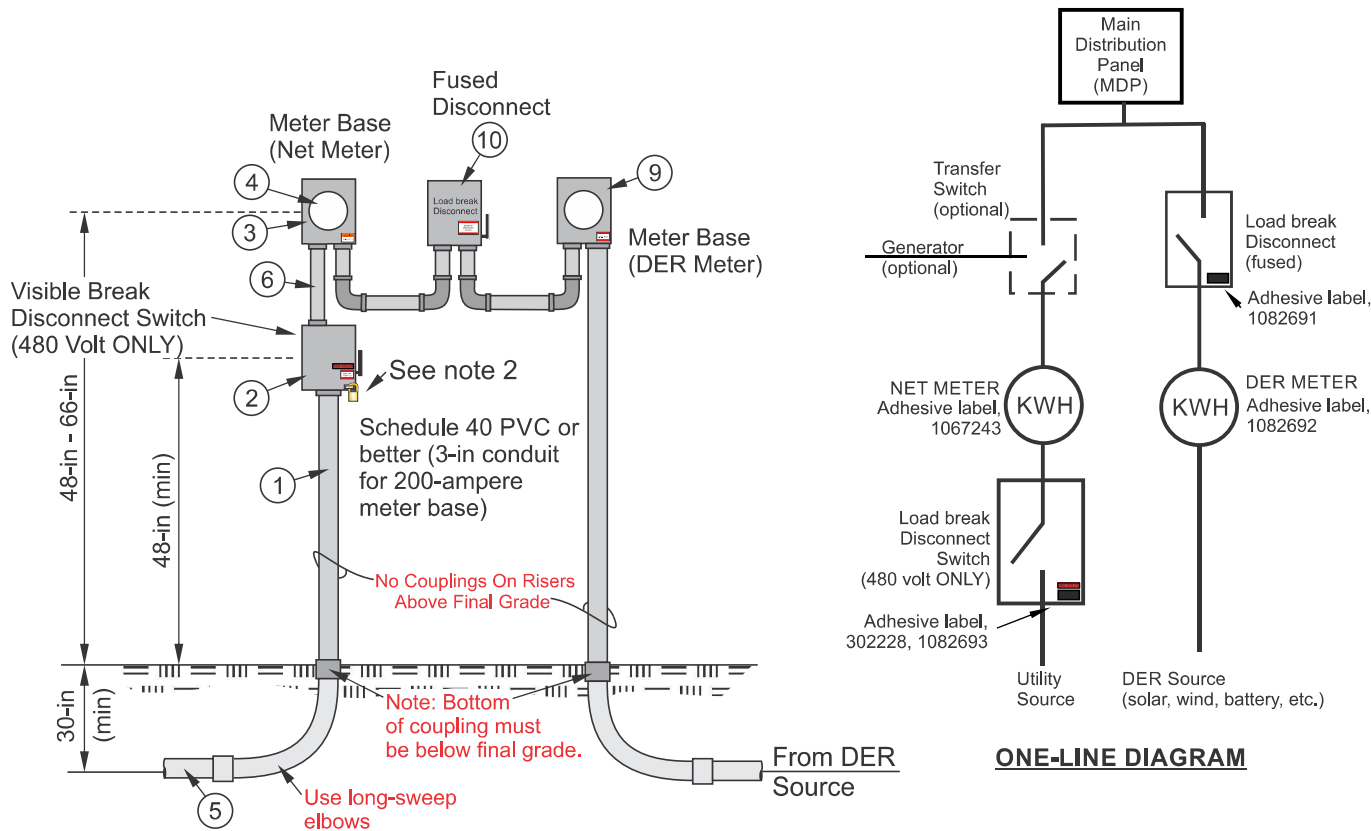 Fused
Disconnect
10
Meter Base
(Net Meter)
4
3
Load break
Disconnect
9
Meter Base
(DER Meter)
6
Visible Break
Disconnect Switch
(480 Volt ONLY)
2
See note 2
48-in - 66-in
48-in (min)
1
Schedule 40 PVC or
better (3-in conduit
for 200-ampere
meter base)
No Couplings On Risers
Above Final Grade
30-in
(min)
Note: Bottom
of coupling must
be below final grade.
5
Use long-sweep
elbows
From DER
Source
Main
Distribution
Panel
(MDP)
Transfer
Switch
(optional)
Generator
(optional)
Load break
Disconnect
(fused)
Adhesive label,
1082691
NET METER
Adhesive label,
1067243
KWH
KWH
DER METER
Adhesive label,
1082692
Load break
Disconnect
Switch
(480 volt ONLY)
Adhesive label,
302228, 1082693
Utility
Source
DER Source
(solar, wind, battery, etc.)
ONE-LINE DIAGRAM